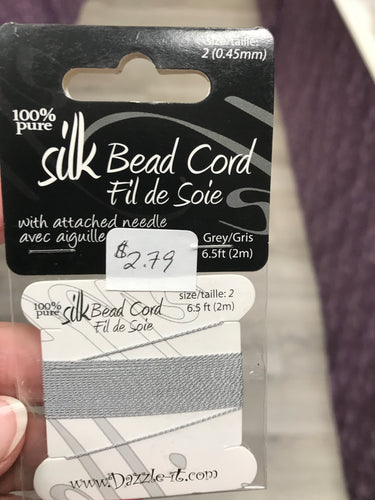 size/taille:
2 (0.45mm)
100%
pure
silk Bead Cord
Fil de Soie
with attached needle
avec aiguille
Grey/Gris
6.5ft (2m)
$2.79
100%
pure
silk Bead Cord
Fil de Soie
size/taille: 2
6.5 ft (2m)
www.Dazzle-it.com